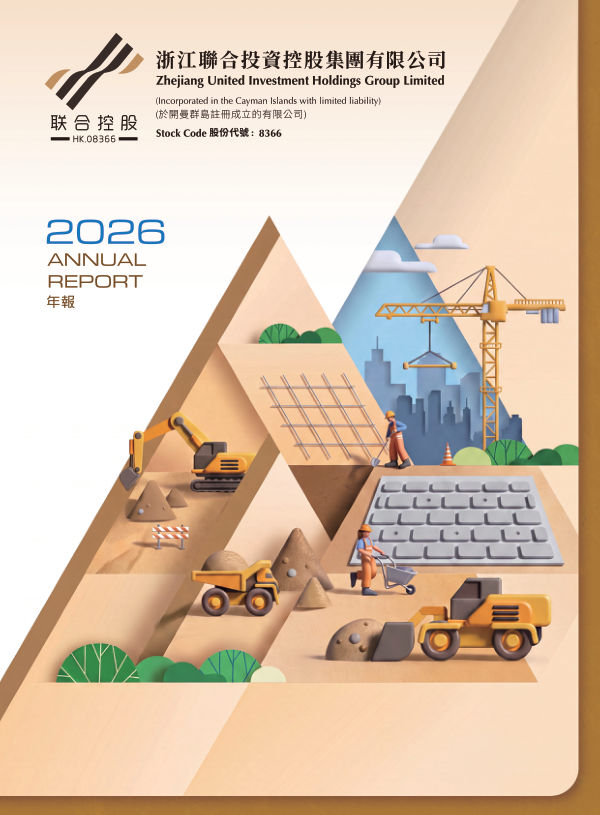 联合控股
HK.08366
浙江聯合投資控股集團有限公司
Zhejiang United Investment Holdings Group Limited
(Incorporated in the Cayman Islands with limited liability)
(於開曼群島註冊成立的有限公司)
Stock Code 股份代號: 8366
2026
ANNUAL
REPORT
年報